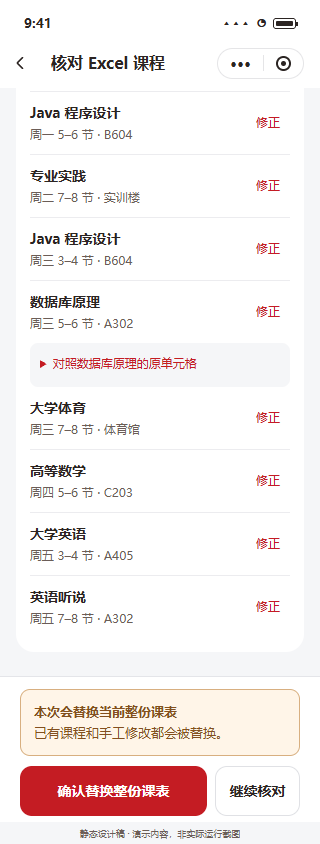 9:41
核对 Excel 课程
Java 程序设计
周一 5–6 节 · B604
修正
专业实践
周二 7–8 节 · 实训楼
修正
Java 程序设计
周三 3–4 节 · B604
修正
数据库原理
周三 5–6 节 · A302
修正
▶ 对照数据库原理的原单元格
大学体育
周三 7–8 节 · 体育馆
修正
高等数学
周四 5–6 节 · C203
修正
大学英语
周五 3–4 节 · A405
修正
英语听说
周五 7–8 节 · A302
修正
本次会替换当前整份课表
已有课程和手工修改都会被替换。
确认替换整份课表
继续核对
静态设计稿 · 演示内容，非实际运行截图